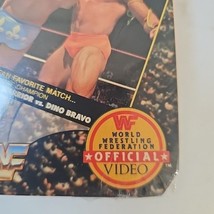 FAVORITE MATCH...
CHAMPION
vs. DINO BRAVO
WF
WORLD
WRESTLING
FEDERATION
OFFICIAL
VIDEO